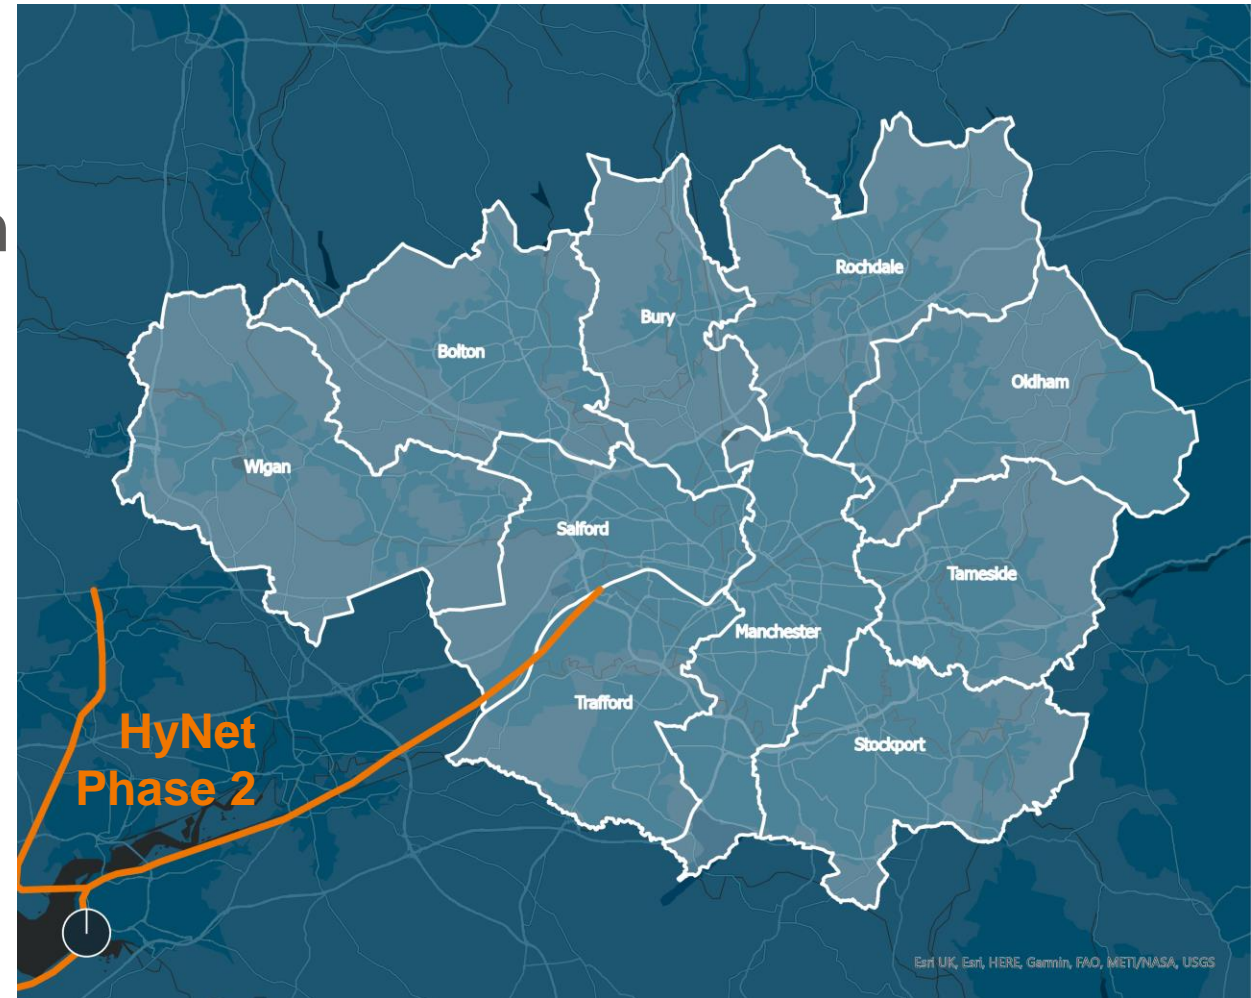 n
Rochdale
Bury
Bolton
Oldham
Wigan
Salford
Tameside
Manchester
Trafford
HyNet
Phase 2
Stockport
Esri UK, Esri, HERE, Garmin, FAO, METI/NASA, USGS